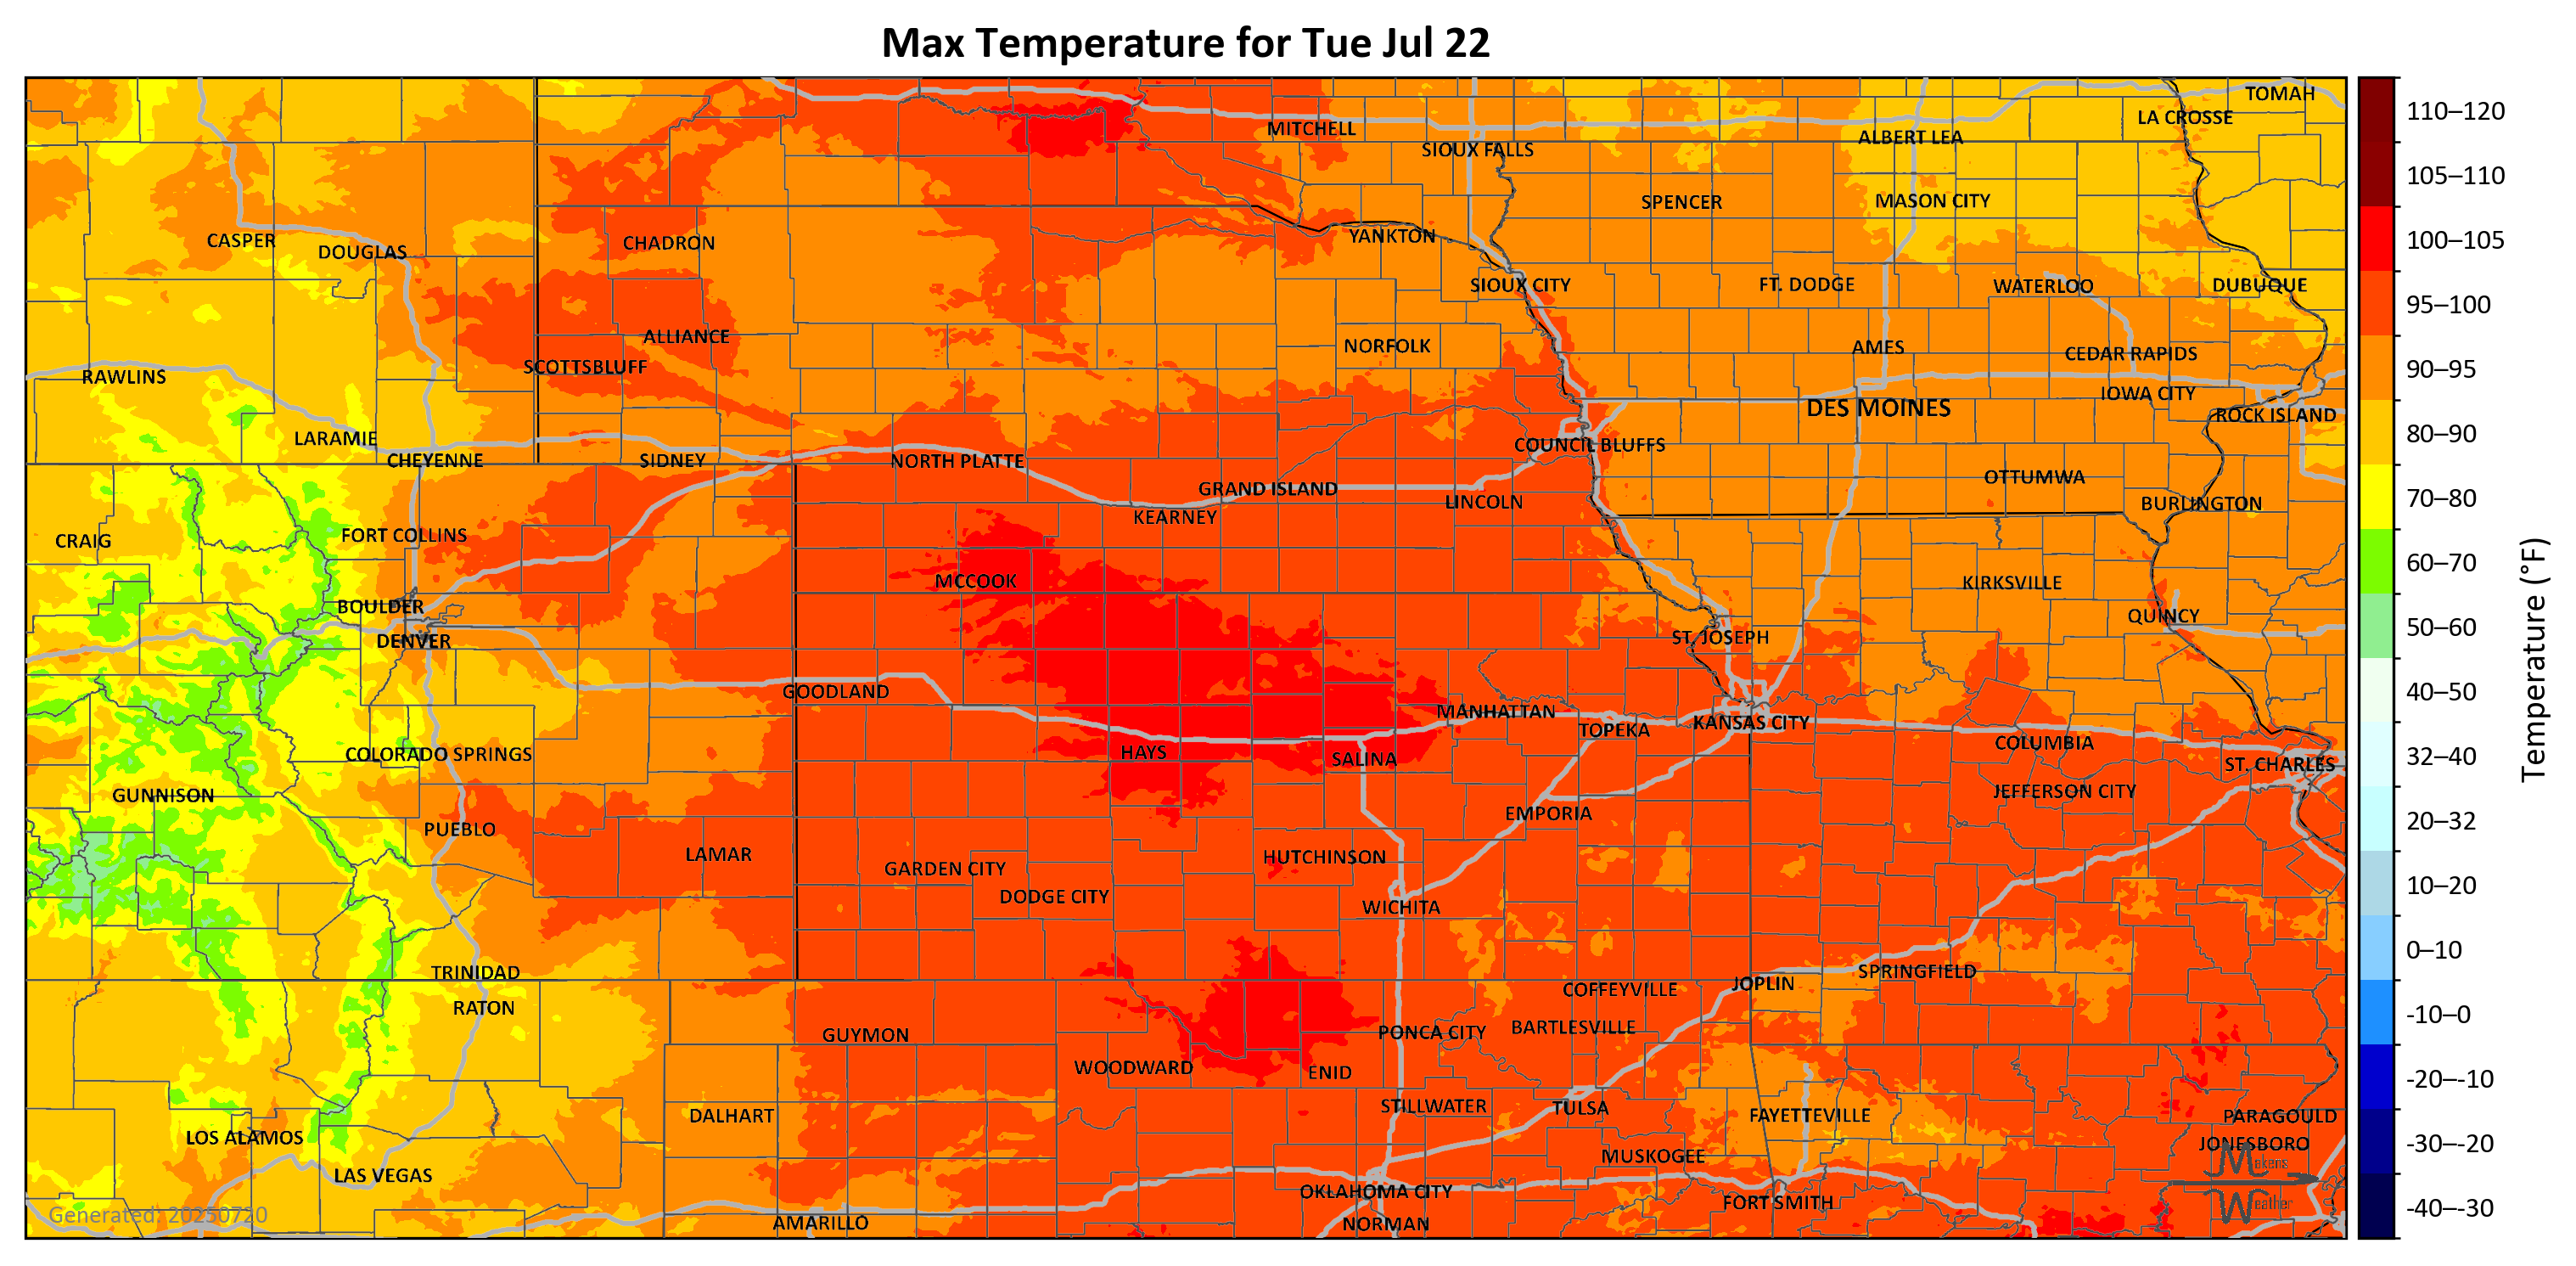 Max Temperature for Tue Jul 22
TOMAH
LA CROSSE
MITCHELL
ALBERT LEA
SIOUX FALLS
SPENCER
MASON CITY
CASPER
DOUGLAS
CHADRON
YANKTON
SIOUX CITY
FT. DODGE
WATERLOO
DUBUQUE
ALLIANCE
NORFOLK
AMES
CEDAR RAPIDS
SCOTTSBLUFF
RAWLINS
IOWA CITY
DES MOINES
ROCK ISLAND
LARAMIE
COUNCIL BLUFFS
CHEYENNE
SIDNEY
NORTH PLATTE
OTTUMWA
GRAND ISLAND
LINCOLN
BURLINGTON
KEARNEY
CRAIG
FORT COLLINS
MCCOOK
KIRKSVILLE
BOULDER
QUINCY
DENVER
ST. JOSEPH
GOODLAND
MANHATTAN
TOPEKA
KANSAS CITY
COLUMBIA
COLORADO SPRINGS
HAYS
SALINA
ST. CHARLES
GUNNISON
JEFFERSON CITY
EMPORIA
PUEBLO
LAMAR
HUTCHINSON
GARDEN CITY
DODGE CITY
WICHITA
TRINIDAD
SPRINGFIELD
JOPLIN
COFFEYVILLE
RATON
GUYMON
PONCA CITY
BARTLESVILLE
WOODWARD
ENID
STILLWATER
TULSA
DALHART
FAYETTEVILLE
PARAGOULD
LOS ALAMOS
JONESBORO
MUSKOGEE
LAS VEGAS
OKLAHOMA CITY
FORT SMITH
AMARILLO
NORMAN
Makens
Weather
Generated: 20250720
110–120
105–110
100–105
95–100
90–95
80–90
70–80
60–70
50–60
40–50
32–40
20–32
10–20
0–10
-10–0
-20–-10
-30–-20
-40–-30
Temperature (°F)